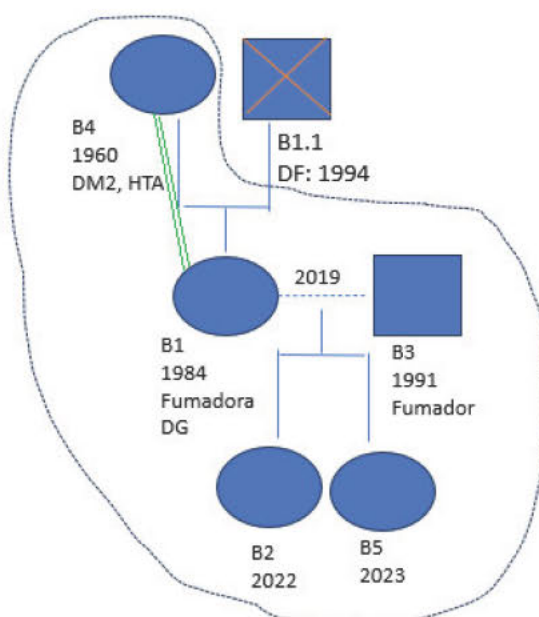 B4
1960
DM2, HTA
B1.1
DF: 1994
2019
B1
1984
Fumadora
DG
B3
1991
Fumador
B2
2022
B5
2023